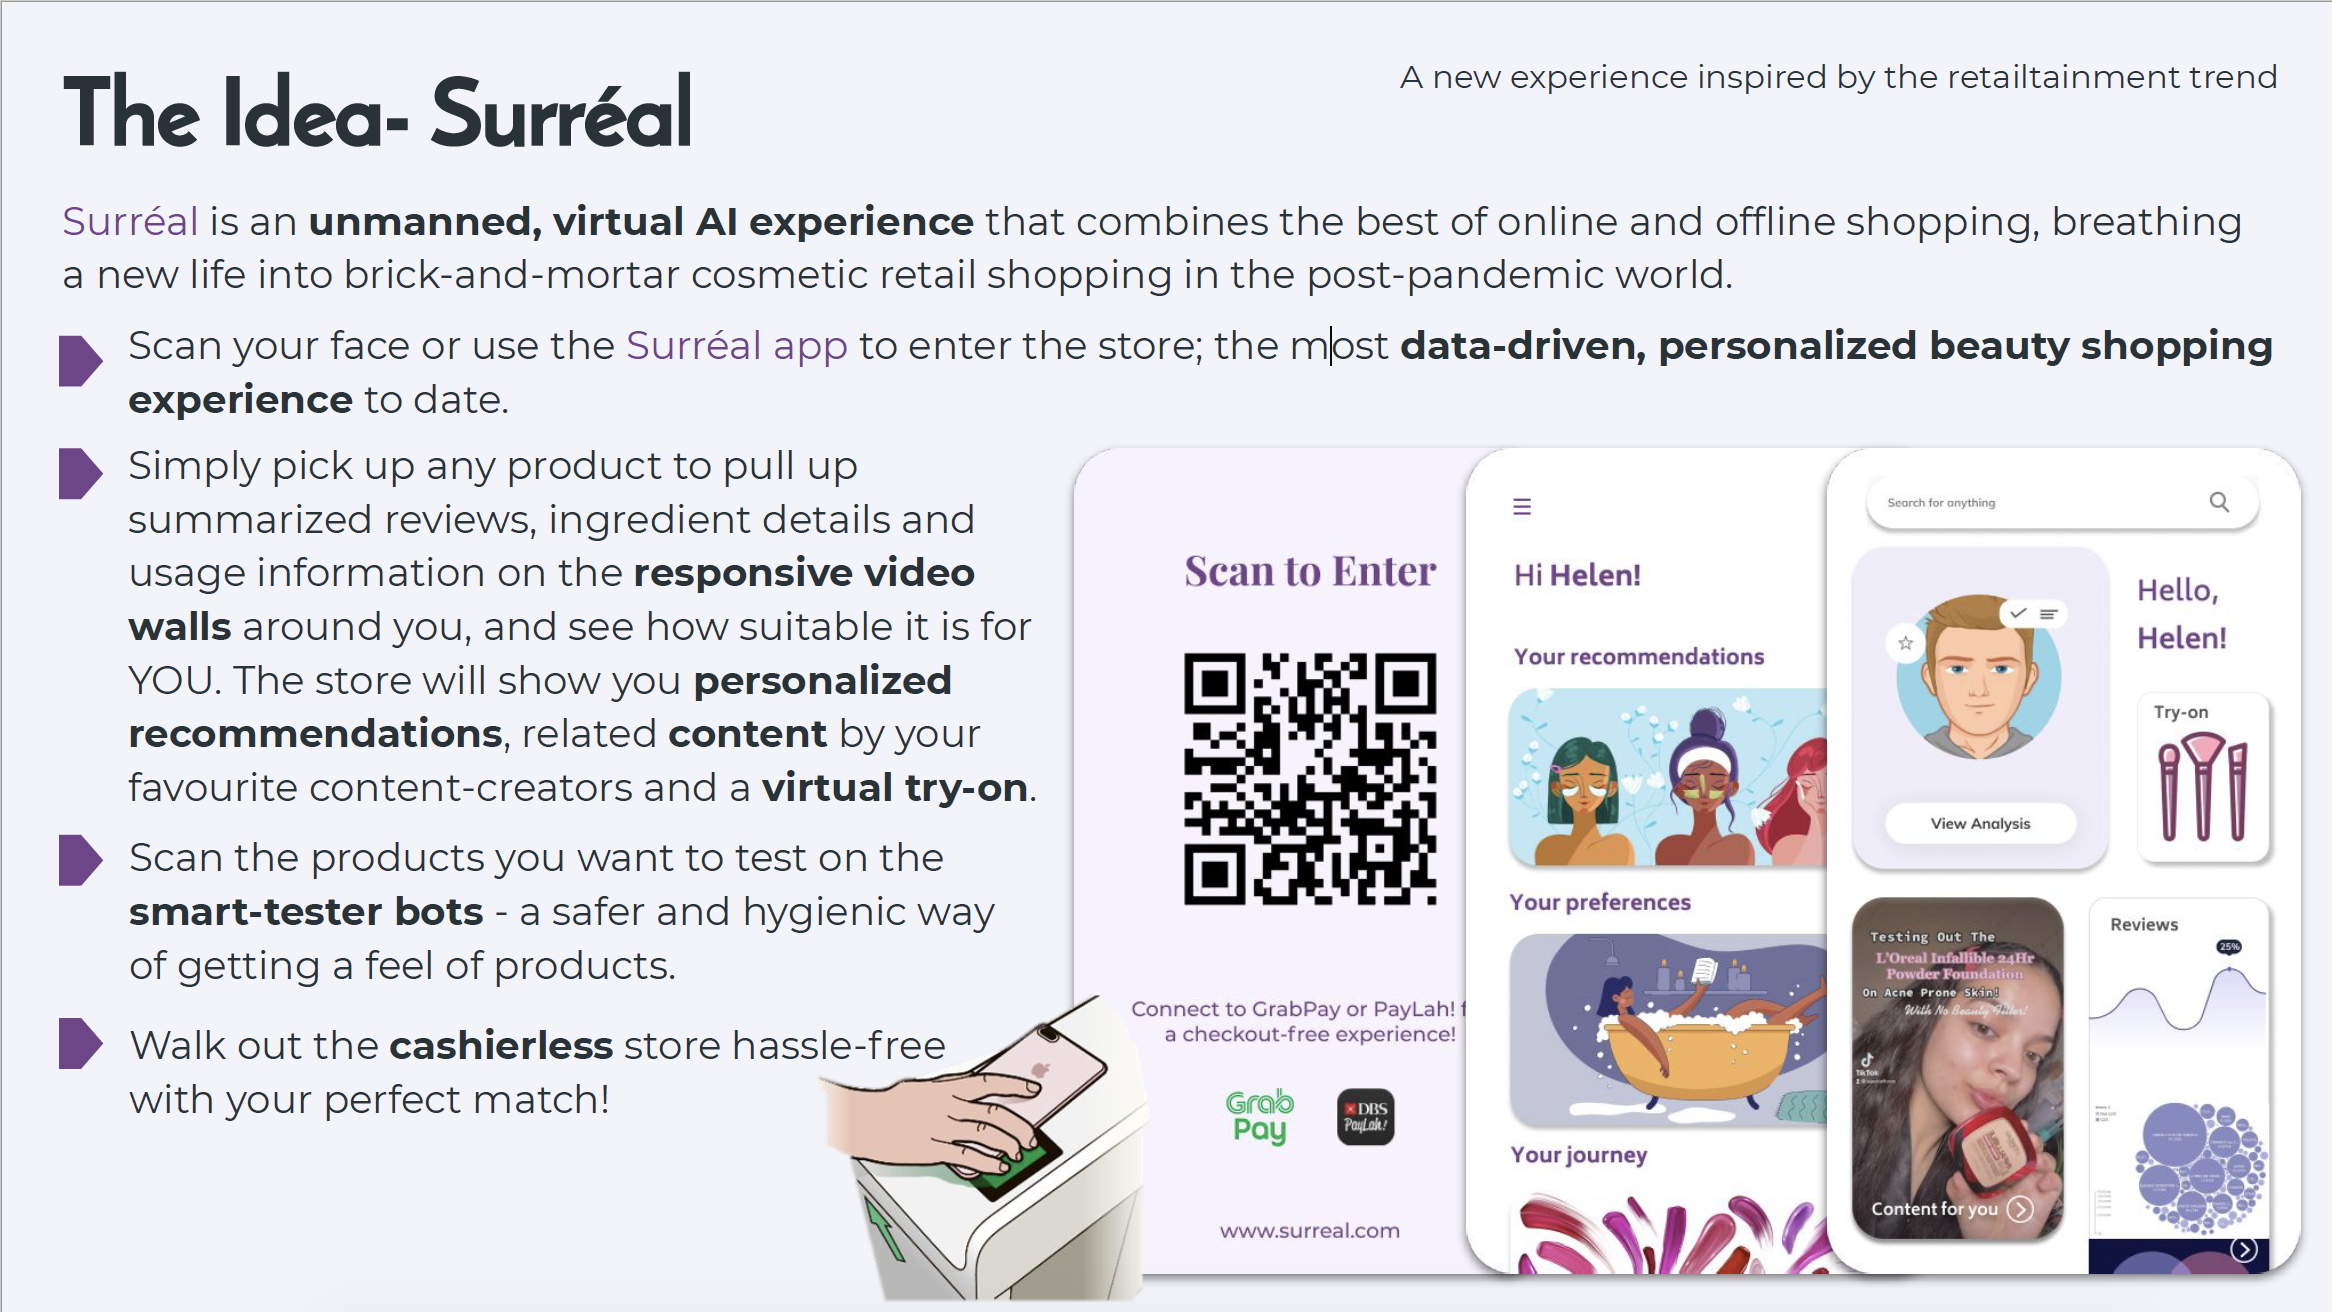 The Idea- Surréal
A new experience inspired by the retailtainment trend
Surréal is an unmanned, virtual AI experience that combines the best of online and offline shopping, breathing
a new life into brick-and-mortar cosmetic retail shopping in the post-pandemic world.
Scan your face or use the Surréal app to enter the store; the most data-driven, personalized beauty shopping
experience to date.
Simply pick up any product to pull up
summarized reviews, ingredient details and
usage information on the responsive video
walls around you, and see how suitable it is for
YOU. The store will show you personalized
recommendations, related content by your
favourite content-creators and a virtual try-on.
Scan the products you want to test on the
smart-tester bots - a safer and hygienic way
of getting a feel of products.
Walk out the cashierless store hassle-free
with your perfect match!
Scan to Enter
Connect to GrabPay or PayLah! f
a checkout-free experience!
Grab
Pay
DBS
PayLah!
www.surreal.com
Hi Helen!
Your recommendations
Your preferences
Your journey
Search for anything
Hello,
Helen!
Try-on
View Analysis
Testing Out The
L'Oreal Infallible 24Hr
Powder Foundation
On Acne Prone Skin!
With No Beauty Filter!
TikTok
Content for you
Reviews
25%